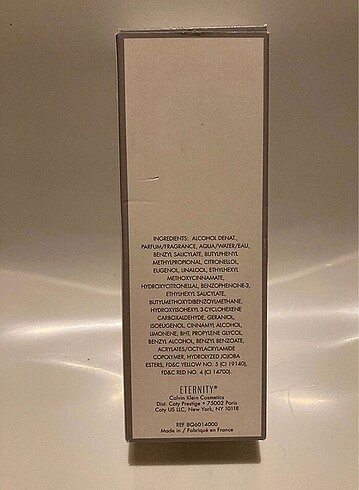 INGREDIENTS: ALCOHOL DENAT.,
PARFUM/FRAGRANCE, AQUA/WATER/EAU,
BENZYL SALICYLATE, BUTYLPHENYL
METHYLPROPIONAL, CITRONELLOL,
EUGENOL, LINALOOL, ETHYLHEXYL
METHOXYCINNAMATE,
HYDROXYCITRONELLAL, BENZOPHENONE-3,
ETHYLHEXYL SALICYLATE,
BUTYLMETHOXYDIBENZOYLMETHANE,
HYDROXYISOHEXYL 3-CYCLOHEXENE
CARBOXALDEHYDE, GERANIOL,
ISOEUGENOL, CINNAMYL ALCOHOL,
LIMONENE, BHT, PROPYLENE GLYCOL,
BENZYL ALCOHOL, BENZYL BENZOATE,
ACRYLATES/OCTYLACRYLAMIDE
COPOLYMER, HYDROLYZED JOJOBA
ESTERS, FD&C YELLOW NO. 5 (CI 19140),
FD&C RED NO. 4 (CI 14700).
ETERNITY®
Calvin Klein Cosmetics
Dist. Coty Prestige • 75002 Paris
Coty US LLC, New York, NY 10118
REF BQ6014000
Made in / Fabriqué en France